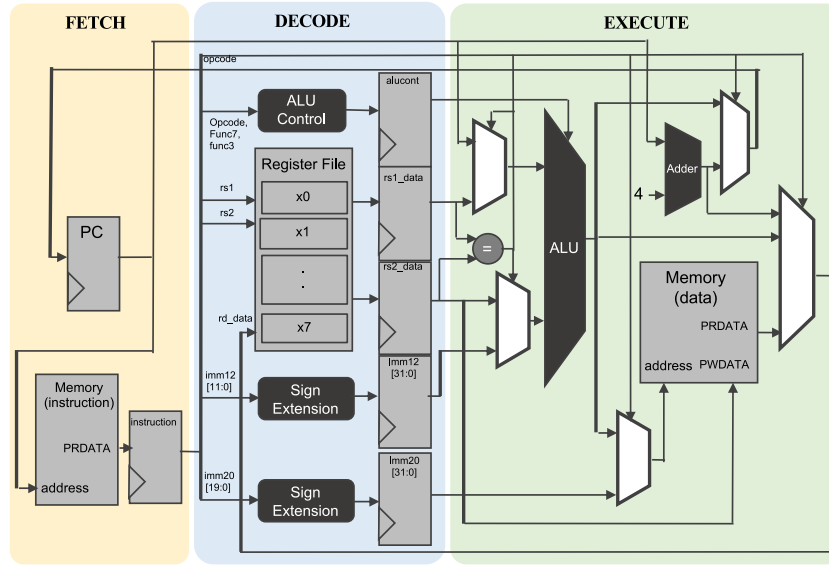 FETCH
DECODE
EXECUTE
opcode
ALU
Control
Opcode,
Func7,
func3
alucont
Register File
rs1
rs2
x0
x1
:
x7
rd_data
rs1_data
rs2_data
PC
=
ALU
Adder
4
Memory
(data)
PRDATA
address
PWDATA
Memory
(instruction)
PRDATA
address
instruction
imm12
[11:0]
Sign
Extension
Imm12
[31:0]
imm20
[19:0]
Sign
Extension
Imm20
[31:0]